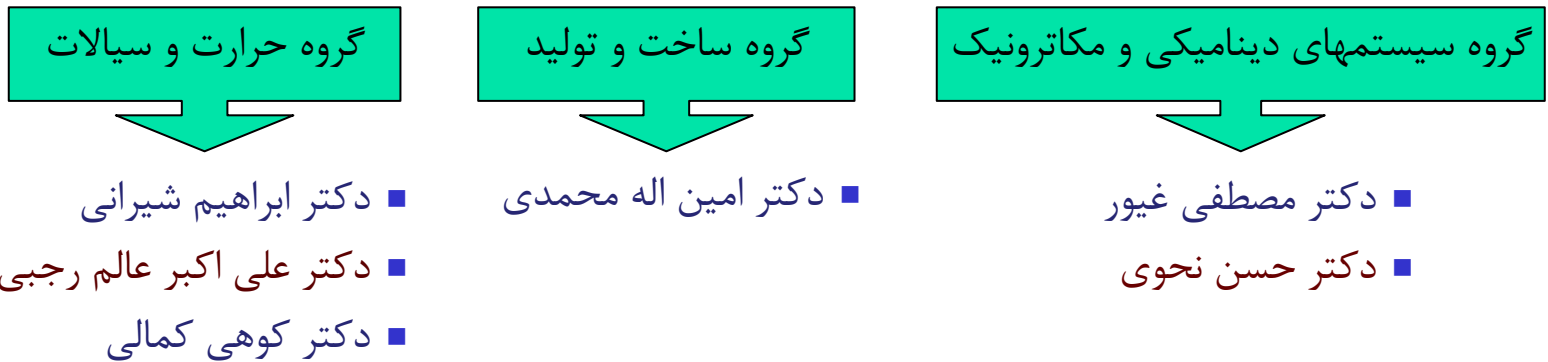 گروه سیستمهای دینامیکی و مکاترونیک
دکتر مصطفی غیور
دکتر حسن نحوی
گروه ساخت و تولید
دکتر امین اله محمدی
گروه حرارت و سیالات
دکتر ابراهیم شیرانی
دکتر علی اکبر عالم رجبی
دکتر کوهی کمالی